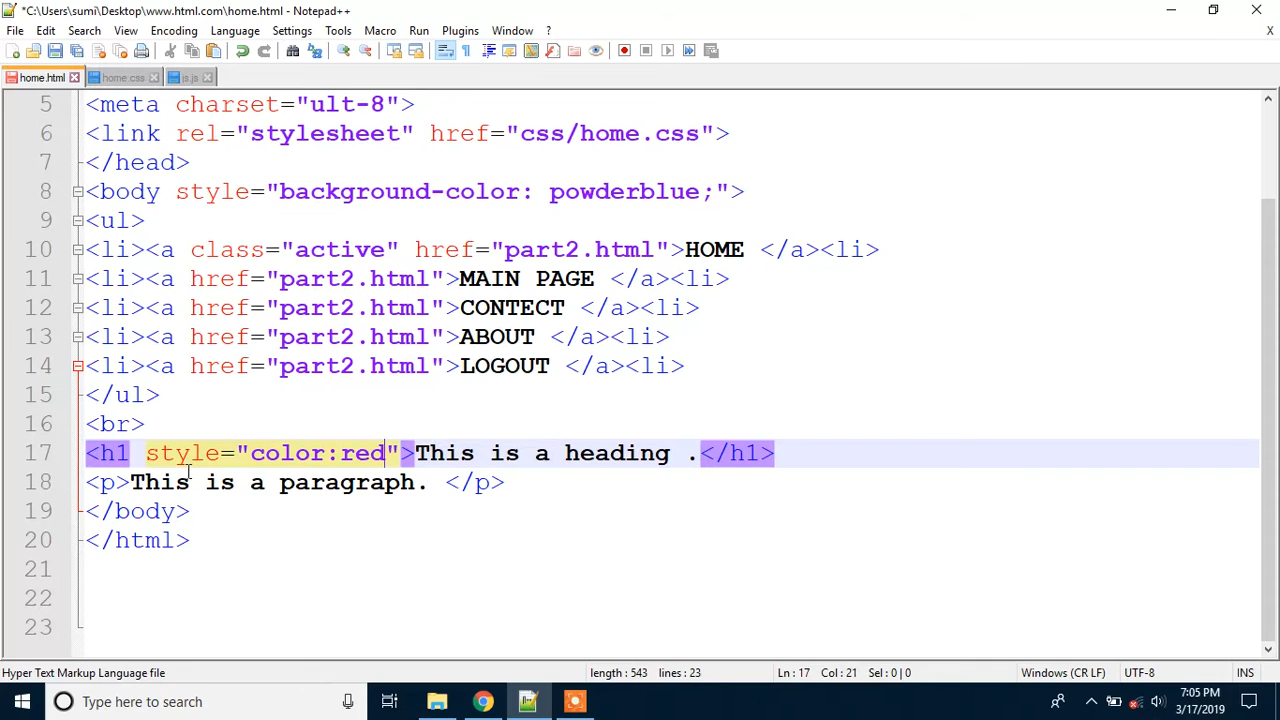 *C:\Users\sumi\Desktop\www.html.com\home.html - Notepad++
File Edit Search View Encoding Language Settings Tools Macro Run Plugins Window ? X
home.html home.css js.js
5 <meta charset="ult-8">
6 <link rel="stylesheet" href="css/home.css">
7 </head>
8 <body style="background-color: powderblue;">
9 <ul>
10 <li><a class="active" href="part2.html">HOME </a><li>
11 <li><a href="part2.html">MAIN PAGE </a><li>
12 <li><a href="part2.html">CONTECT </a><li>
13 <li><a href="part2.html">ABOUT </a><li>
14 <li><a href="part2.html">LOGOUT </a><li>
15 </ul>
16 <br>
17 <h1 style="color:red">This is a heading .</h1>
18 <p>This is a paragraph. </p>
19 </body>
20 </html>
21
22
23
Hyper Text Markup Language file length : 543 lines : 23 Ln : 17 Col : 21 Sel : 0 | 0 Windows (CR LF) UTF-8 INS
Type here to search 7:05 PM
3/17/2019